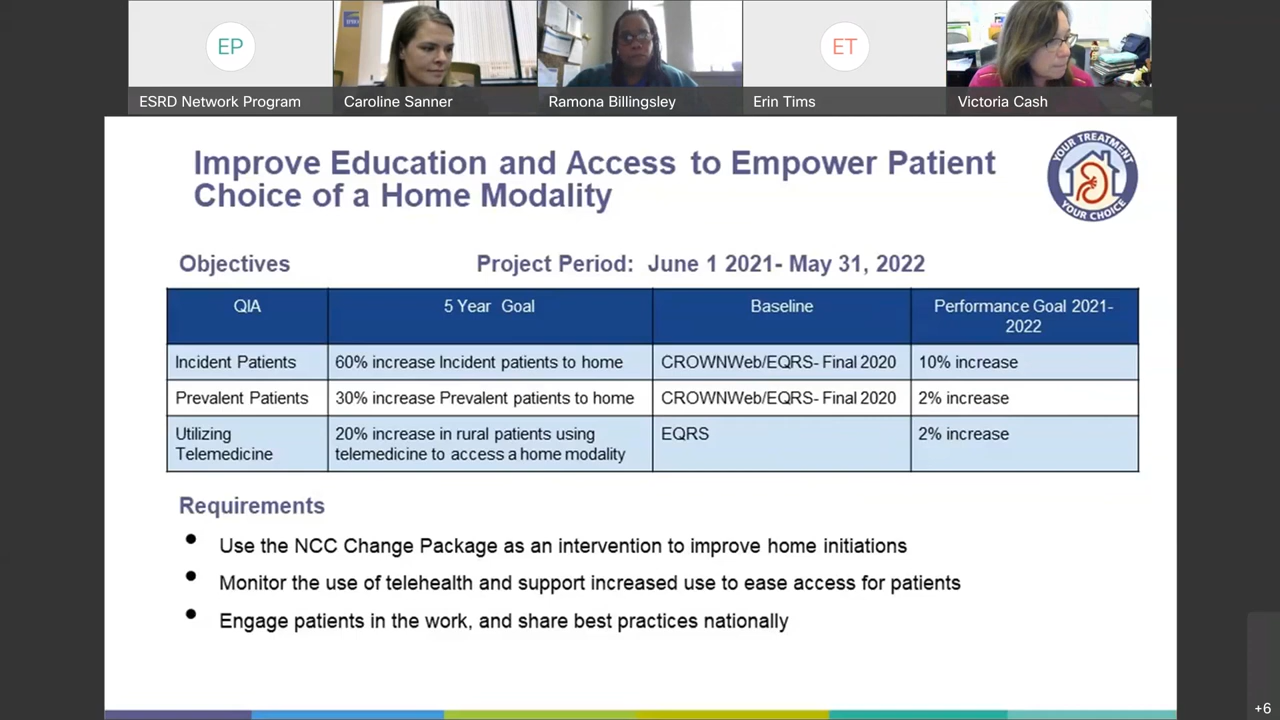 EP
ET
ESRD Network Program
Caroline Sanner
Ramona Billingsley
Erin Tims
Victoria Cash
Improve Education and Access to Empower Patient
Choice of a Home Modality
YOUR TREATMENT
YOUR CHOICE
Objectives
Project Period: June 1 2021- May 31, 2022
QIA
5 Year Goal
Baseline
Performance Goal 2021-
2022
Incident Patients
60% increase Incident patients to home
CROWNWeb/EQRS- Final 2020
10% increase
Prevalent Patients
30% increase Prevalent patients to home
CROWNWeb/EQRS- Final 2020
2% increase
Utilizing
Telemedicine
20% increase in rural patients using
telemedicine to access a home modality
EQRS
2% increase
Requirements
• Use the NCC Change Package as an intervention to improve home initiations
• Monitor the use of telehealth and support increased use to ease access for patients
• Engage patients in the work, and share best practices nationally
+6